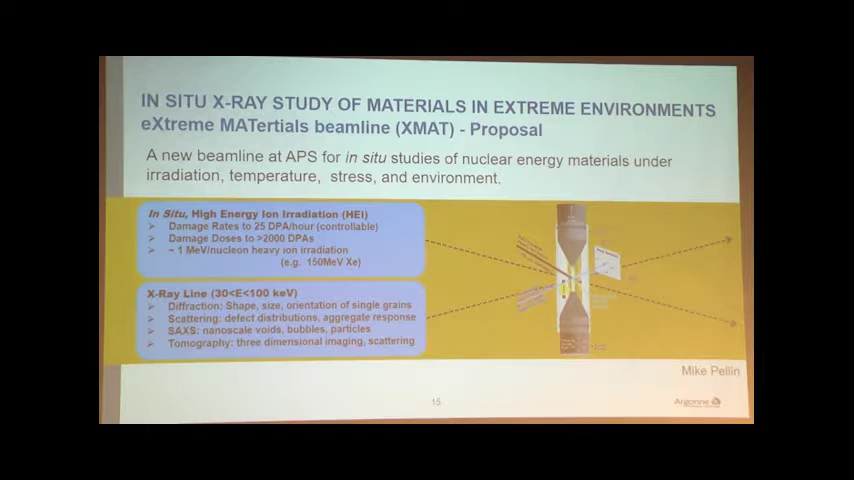 IN SITU X-RAY STUDY OF MATERIALS IN EXTREME ENVIRONMENTS
eXtreme MATertials beamline (XMAT) - Proposal
A new beamline at APS for in situ studies of nuclear energy materials under
irradiation, temperature, stress, and environment.
In Situ, High Energy Ion Irradiation (HEI)
➢ Damage Rates to 25 DPA/hour (controllable)
➢ Damage Doses to >2000 DPAs
➢ ~ 1 MeV/nucleon heavy ion irradiation
(e.g. 150MeV Xe)
X-Ray Line (30<E<100 keV)
➢ Diffraction: Shape, size, orientation of single grains
➢ Scattering: defect distributions, aggregate response
➢ SAXS: nanoscale voids, bubbles, particles
➢ Tomography: three dimensional imaging, scattering
Mike Pellin
15
Argonne